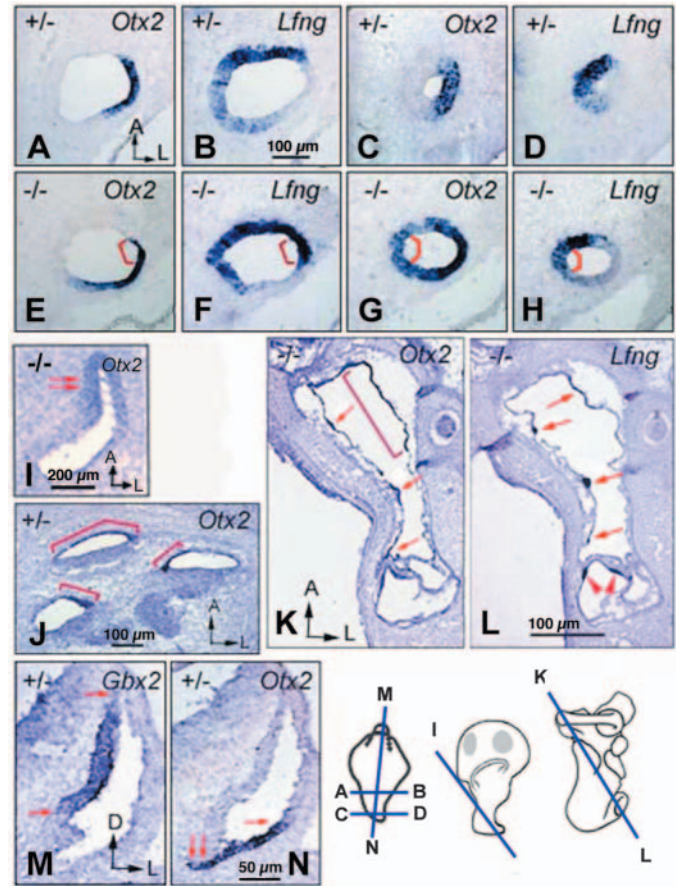 +/- Otx2
A
A L
+/- Lfng
B
100 µm
+/- Otx2
C
+/- Lfng
D
-/- Otx2
E
-/- Lfng
F
-/- Otx2
G
-/- Lfng
H
-/- Otx2
I
200 µm
A L
+/- Otx2
J
100 µm
A L
-/- Otx2
K
A L
-/- Lfng
L
100 µm
+/- Gbx2
M
D L
+/- Otx2
N
50 µm
M
A B
C D
N
I
K
L